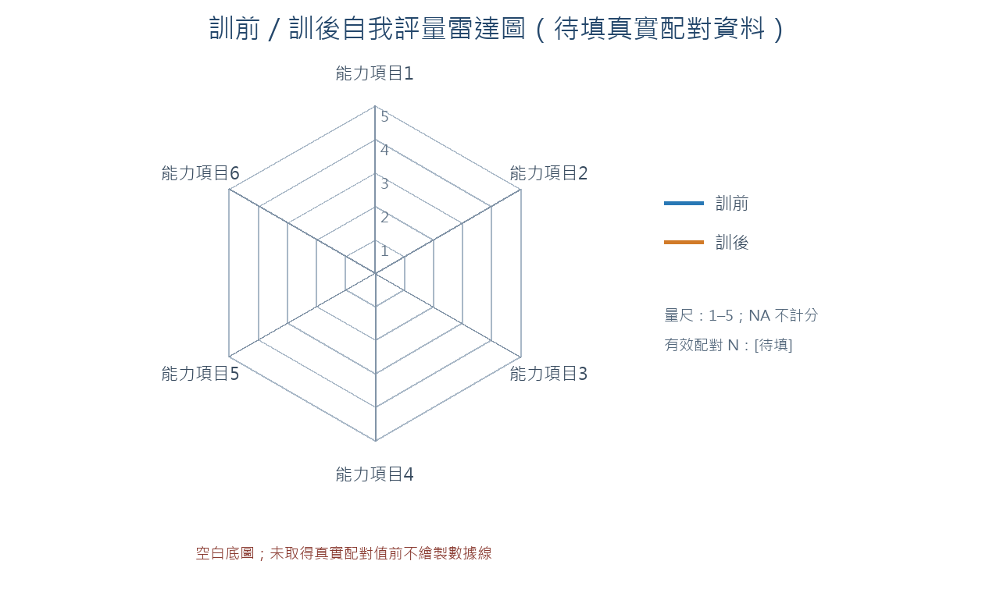 訓前 / 訓後自我評量雷達圖（待填真實配對資料）
能力項目1
5
4
3
2
1
能力項目6
能力項目2
能力項目5
能力項目3
能力項目4
訓前
訓後
量尺：1–5；NA 不計分
有效配對 N：[待填]
空白底圖；未取得真實配對值前不繪製數據線